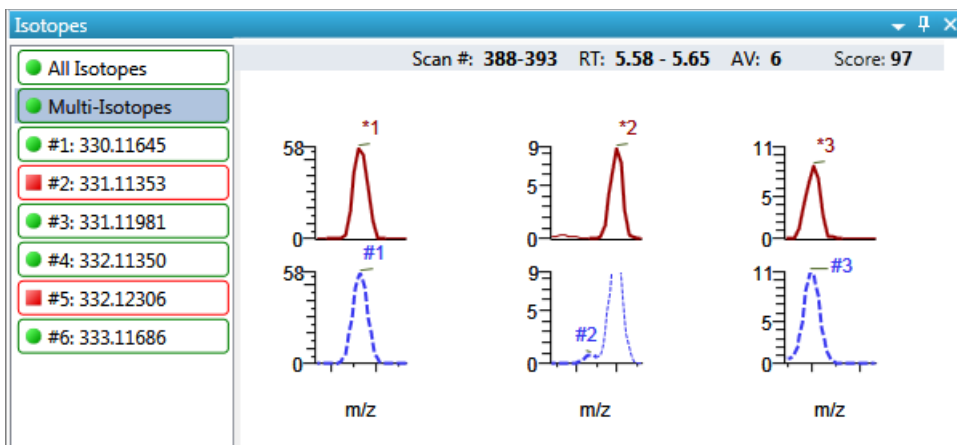 Isotopes
All Isotopes
Multi-Isotopes
#1: 330.11645
#2: 331.11353
#3: 331.11981
#4: 332.11350
#5: 332.12306
#6: 333.11686
Scan #: 388-393 RT: 5.58 - 5.65 AV: 6 Score: 97
*1 *2 *3
58 9 11
5 5
0 0 0
#1 #2 #3
58 9 11
5 5
0 0 0
m/z m/z m/z